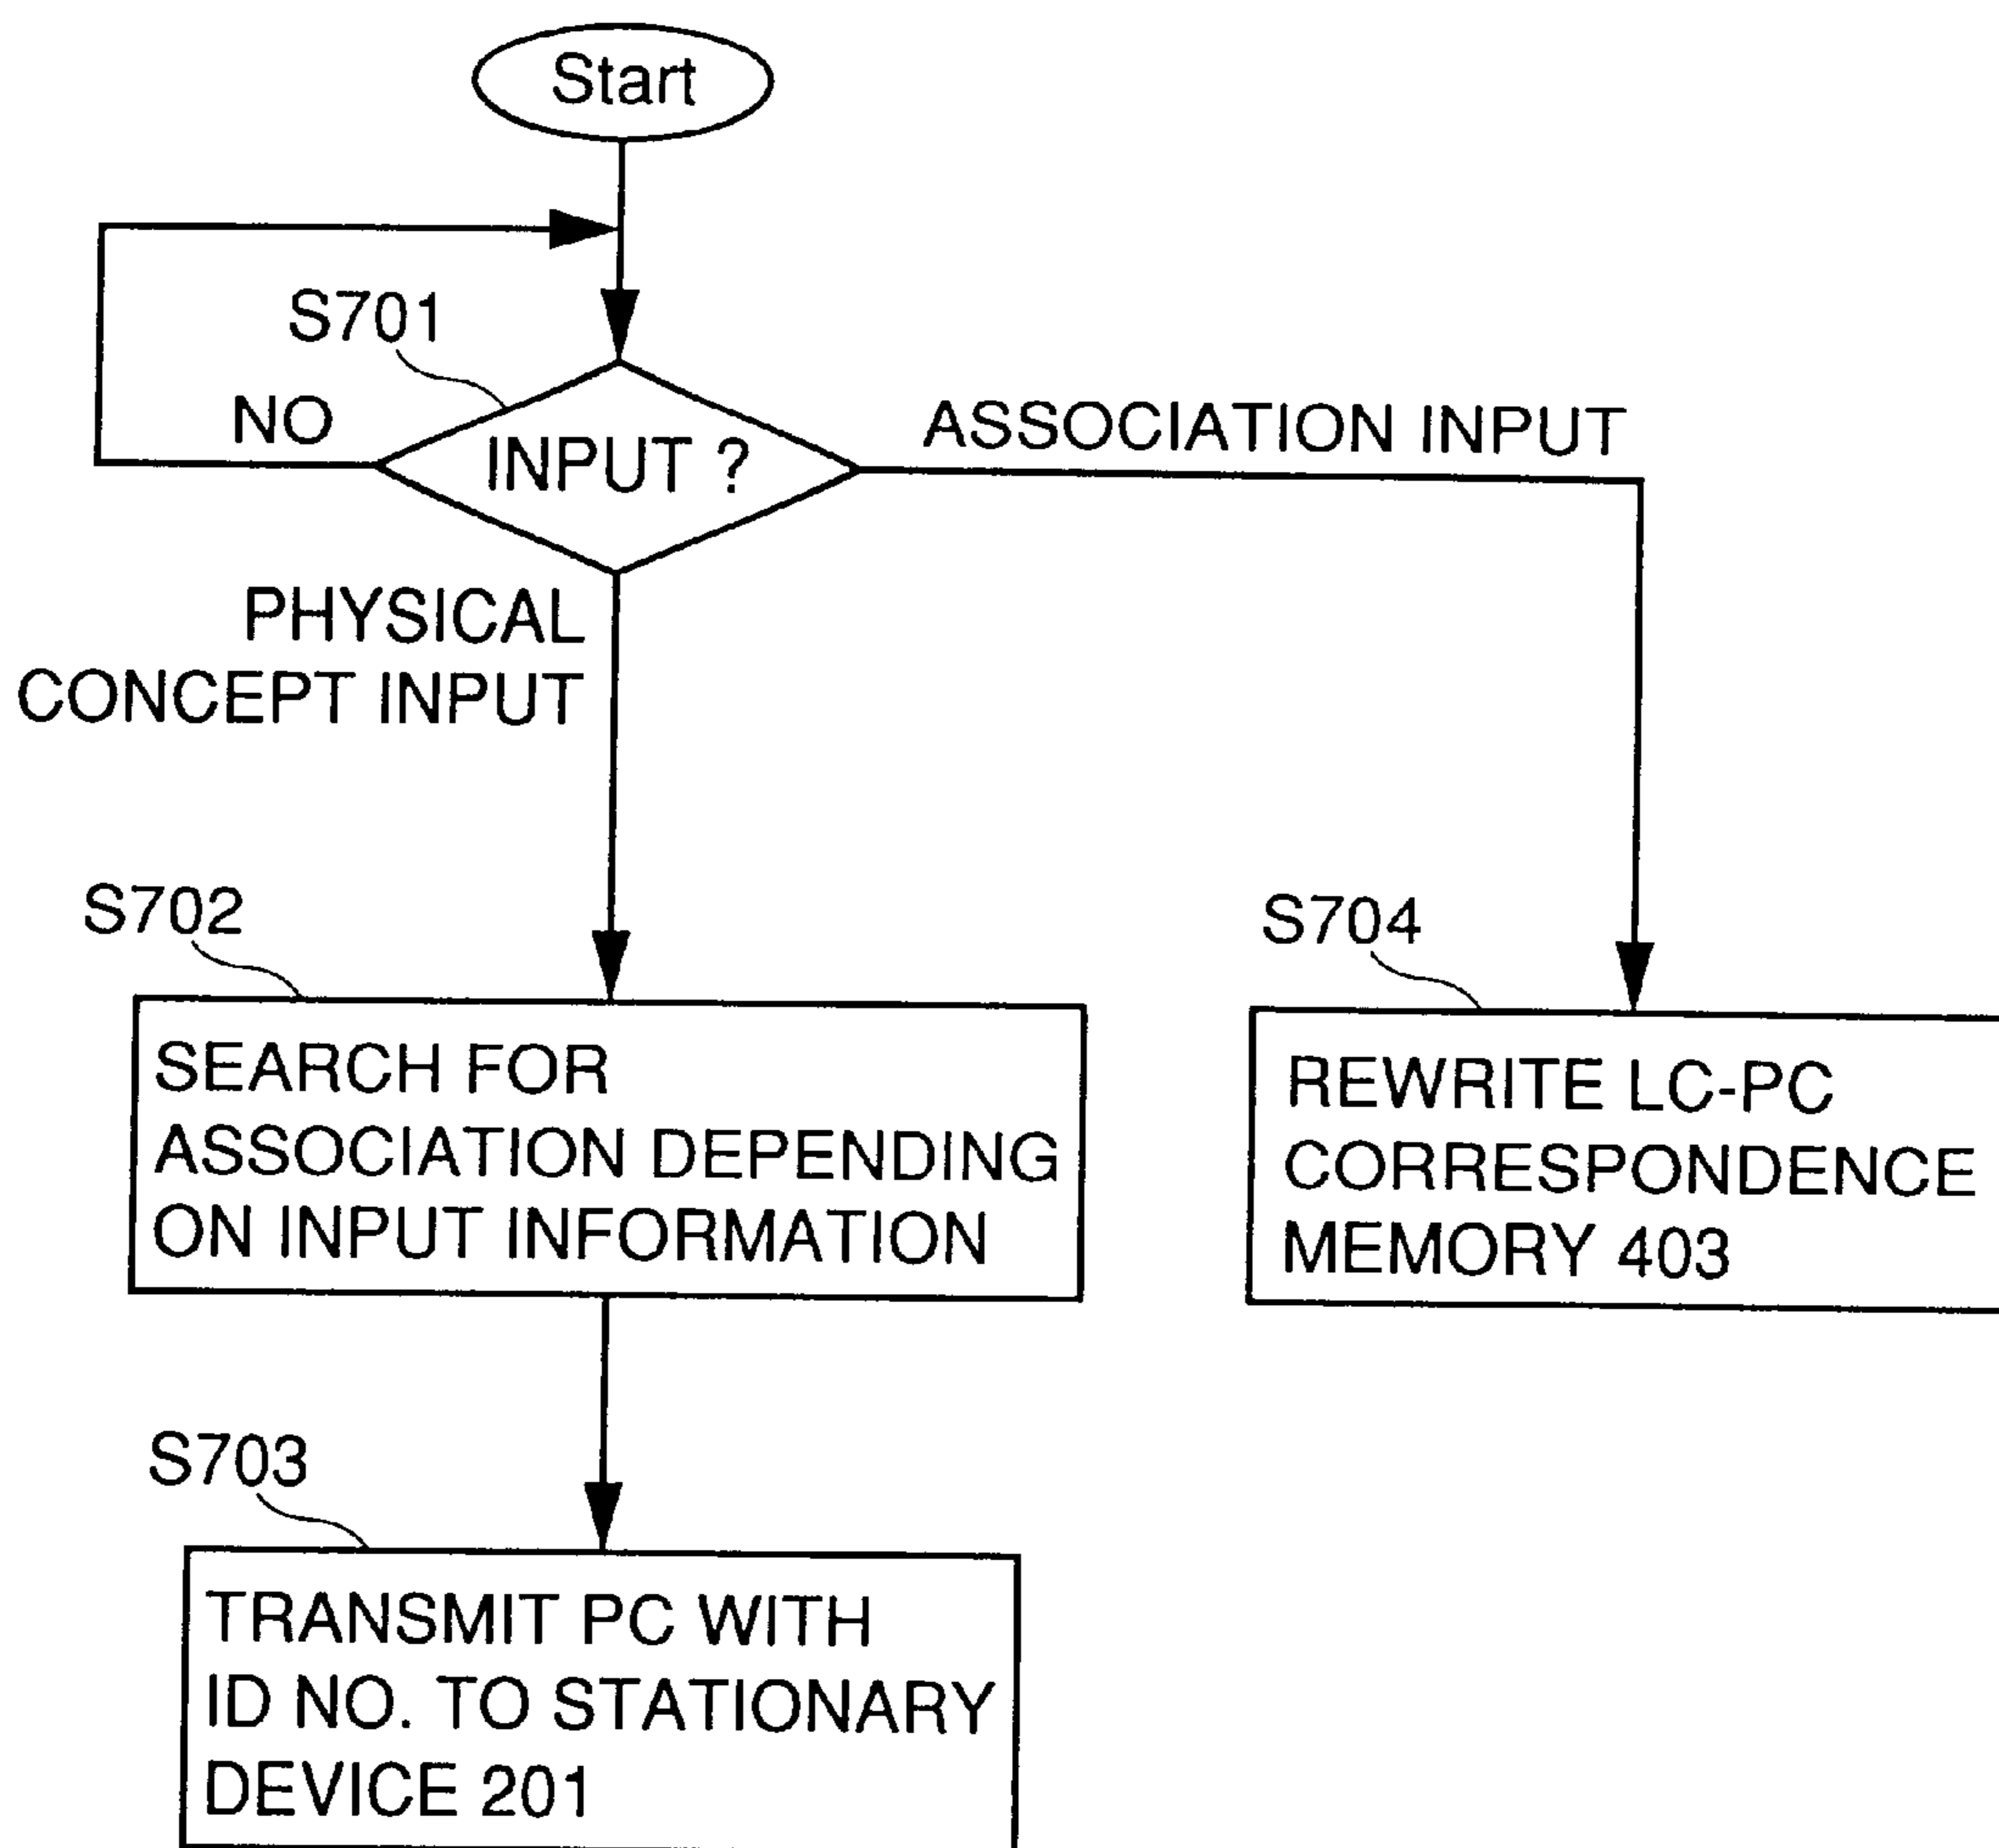 Start
S701
NO
INPUT ?
ASSOCIATION INPUT
PHYSICAL
CONCEPT INPUT
S702
SEARCH FOR
ASSOCIATION DEPENDING
ON INPUT INFORMATION
S704
REWRITE LC-PC
CORRESPONDENCE
MEMORY 403
S703
TRANSMIT PC WITH
ID NO. TO STATIONARY
DEVICE 201